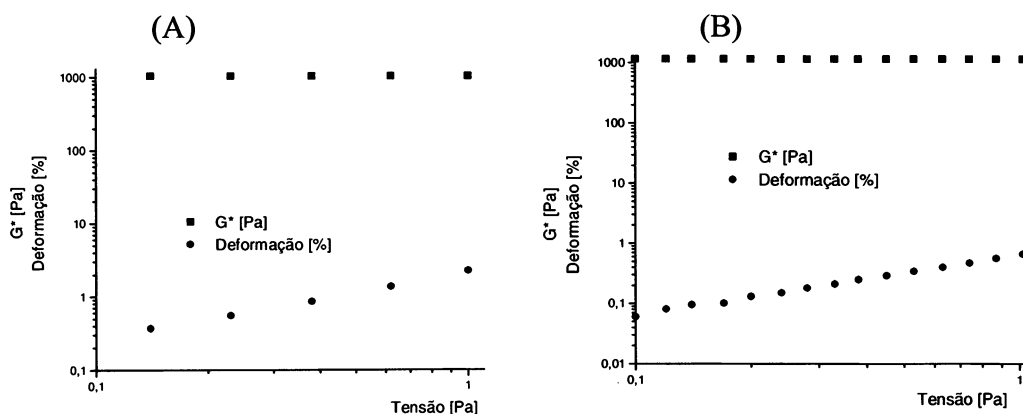 (A)
1000
100
10
1
0,1
G* [Pa]
Deformação [%]
G* [Pa]
Deformação [%]
0,1
1
Tensão [Pa]
(B)
1000
100
10
1
0,1
0,01
G* [Pa]
Deformação [%]
G* [Pa]
Deformação [%]
0,1
1
Tensão [Pa]